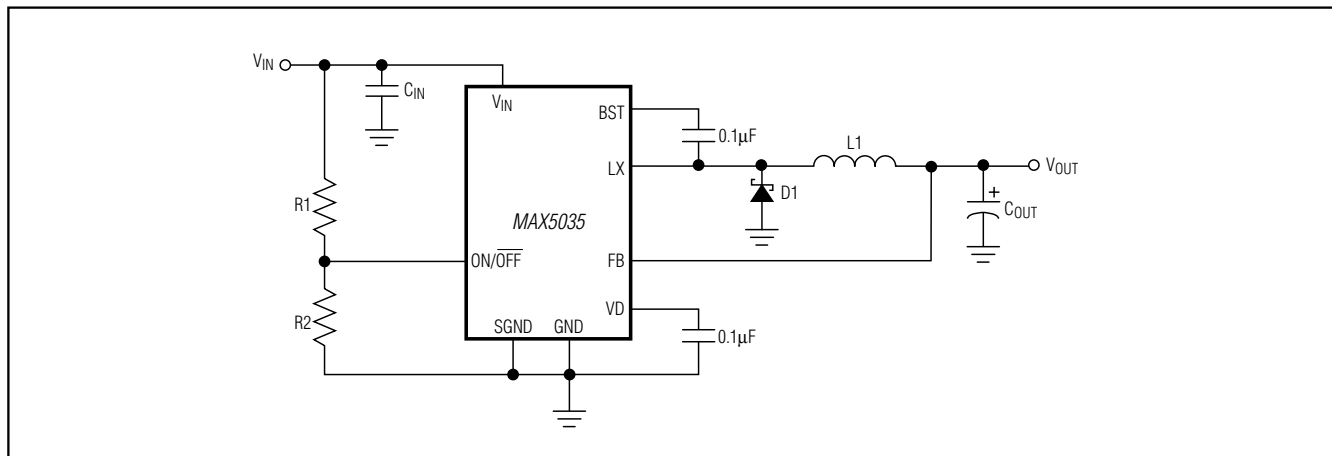 V_IN
C_IN
V_IN
BST
0.1µF
LX
L1
V_OUT
D1
C_OUT
+
R1
MAX5035
ON/O̅F̅F̅
FB
R2
VD
SGND
GND
0.1µF